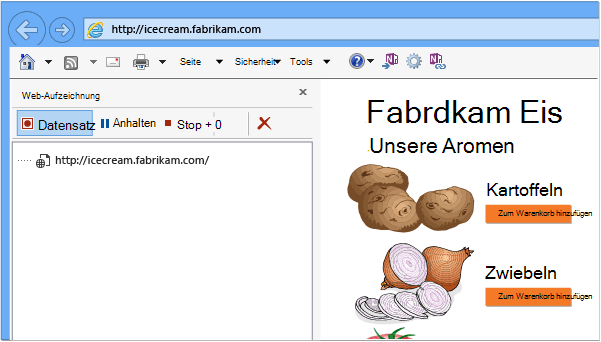 http://icecream.fabrikam.com
Seite Sicherheit Tools
Web-Aufzeichnung
Datensatz Anhalten Stop + 0
http://icecream.fabrikam.com/
Fabrdkam Eis
Unsere Aromen
Kartoffeln
Zum Warenkorb hinzufügen
Zwiebeln
Zum Warenkorb hinzufügen